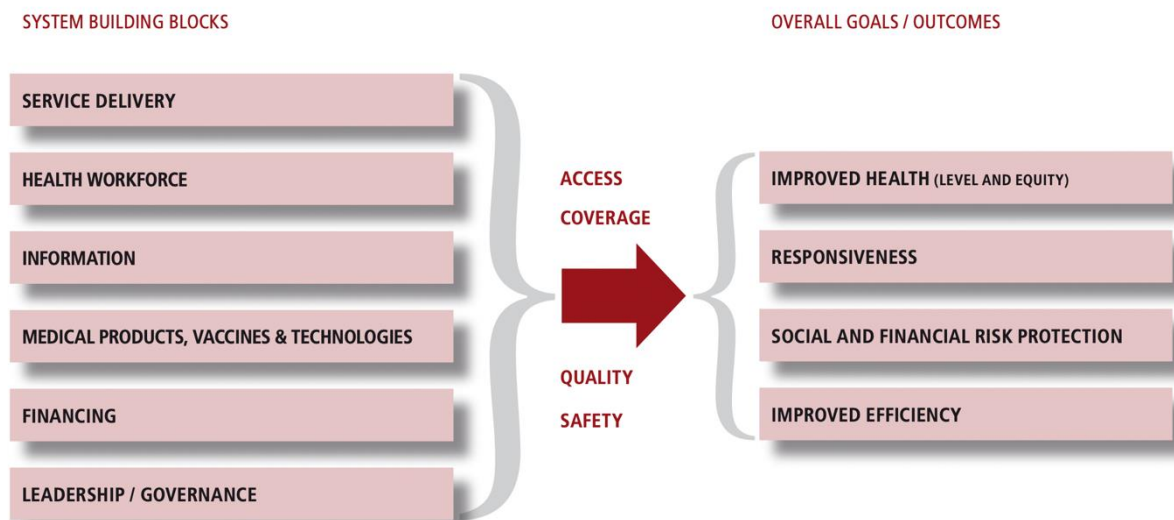 SYSTEM BUILDING BLOCKS
SERVICE DELIVERY
HEALTH WORKFORCE
INFORMATION
MEDICAL PRODUCTS, VACCINES & TECHNOLOGIES
FINANCING
LEADERSHIP / GOVERNANCE
ACCESS
COVERAGE
QUALITY
SAFETY
OVERALL GOALS / OUTCOMES
IMPROVED HEALTH (LEVEL AND EQUITY)
RESPONSIVENESS
SOCIAL AND FINANCIAL RISK PROTECTION
IMPROVED EFFICIENCY